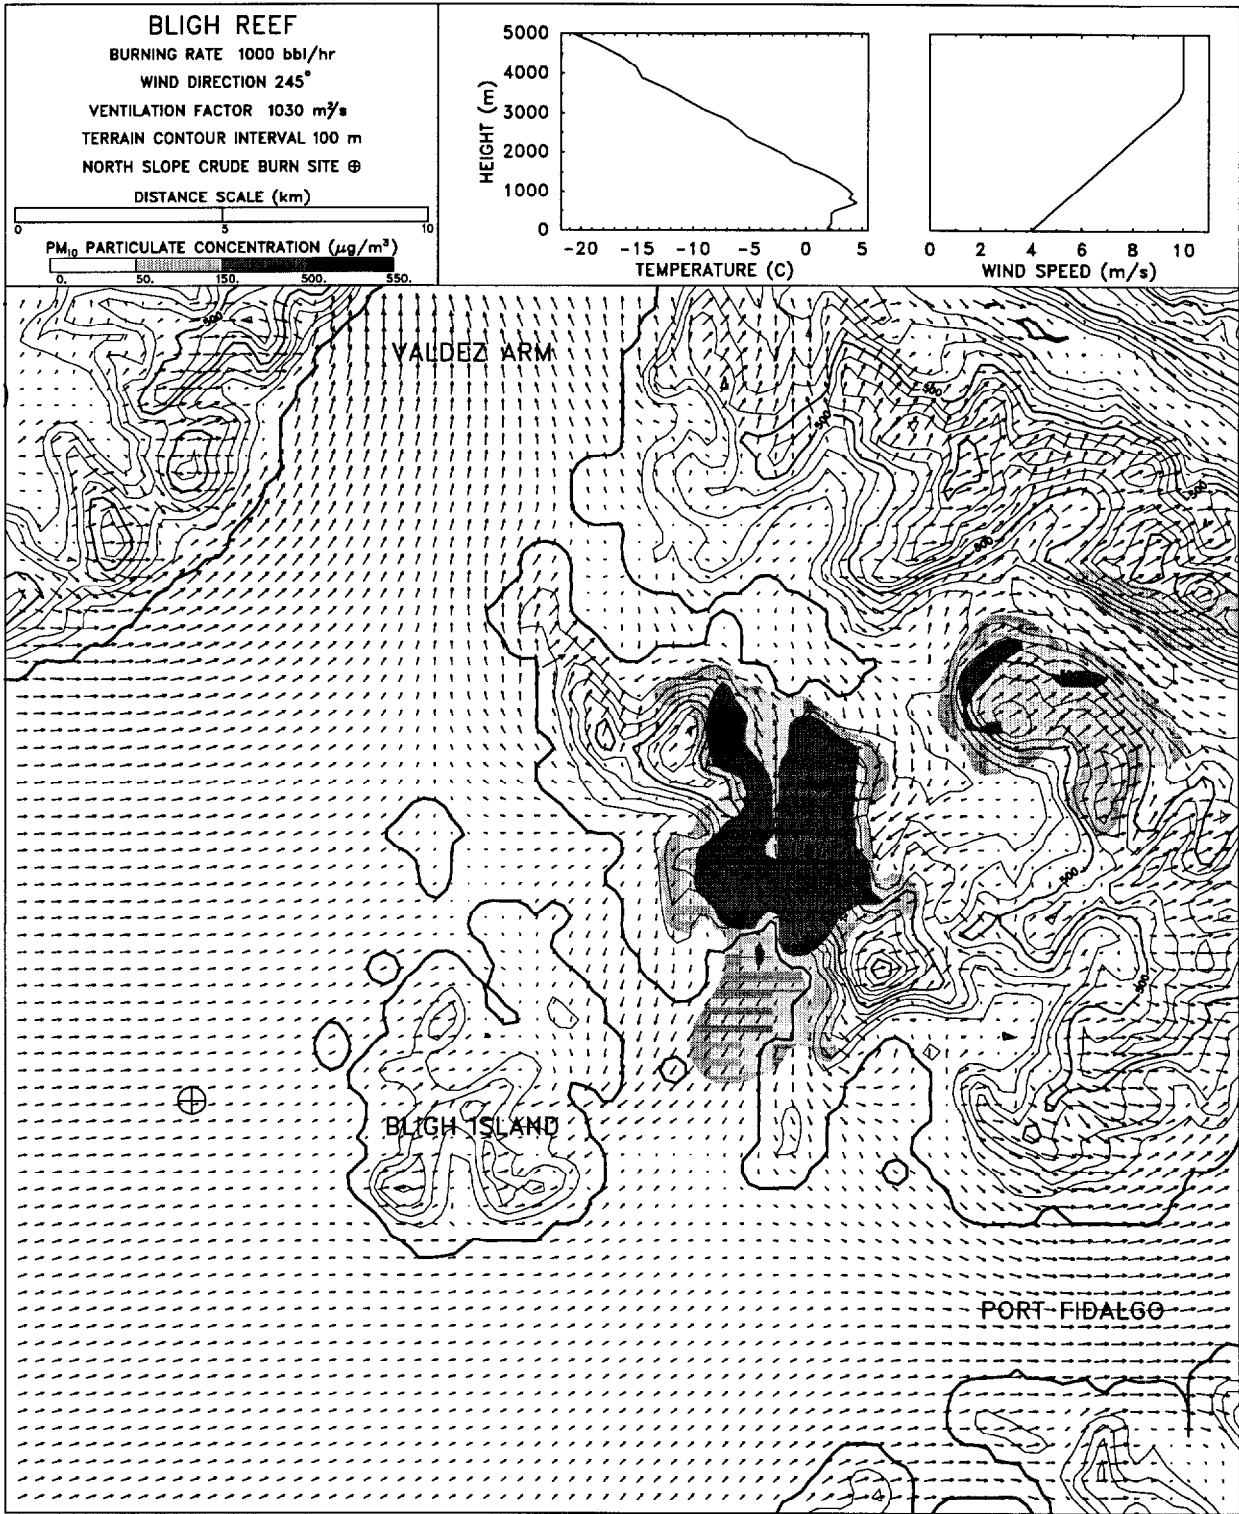 BLIGH REEF
BURNING RATE 1000 bbl/hr
WIND DIRECTION 245°
VENTILATION FACTOR 1030 m²/s
TERRAIN CONTOUR INTERVAL 100 m
NORTH SLOPE CRUDE BURN SITE ⊕
DISTANCE SCALE (km)
0 5 10
PM₁₀ PARTICULATE CONCENTRATION (μg/m³)
0. 50. 150. 500. 550.
HEIGHT (m)
5000
4000
3000
2000
1000
0
-20 -15 -10 -5 0 5
TEMPERATURE (C)
0 2 4 6 8 10
WIND SPEED (m/s)
500
VALDEZ ARM
500
500
500
500
500
500
BLIGH ISLAND
PORT FIDALGO